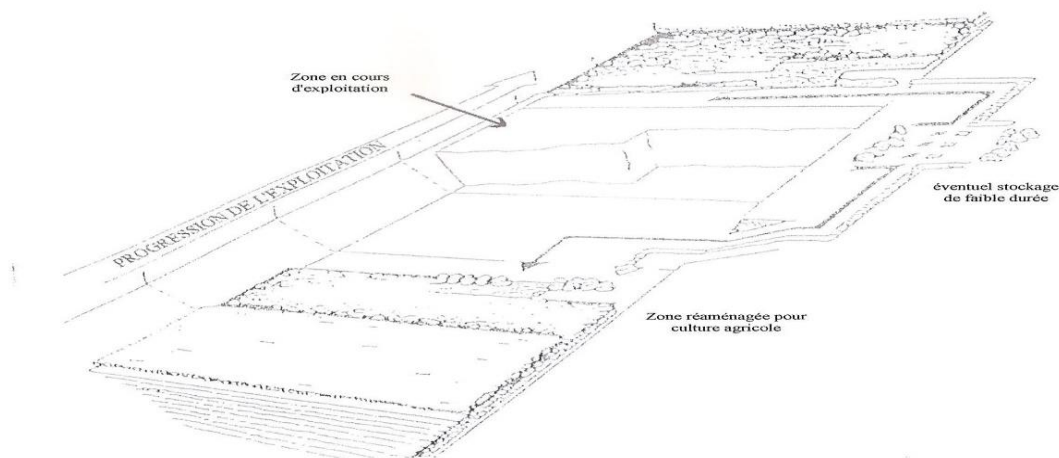 Zone en cours
d'exploitation
PROGRESSION DE L'EXPLOITATION
éventuel stockage
de faible durée
Zone réaménagée pour
culture agricole